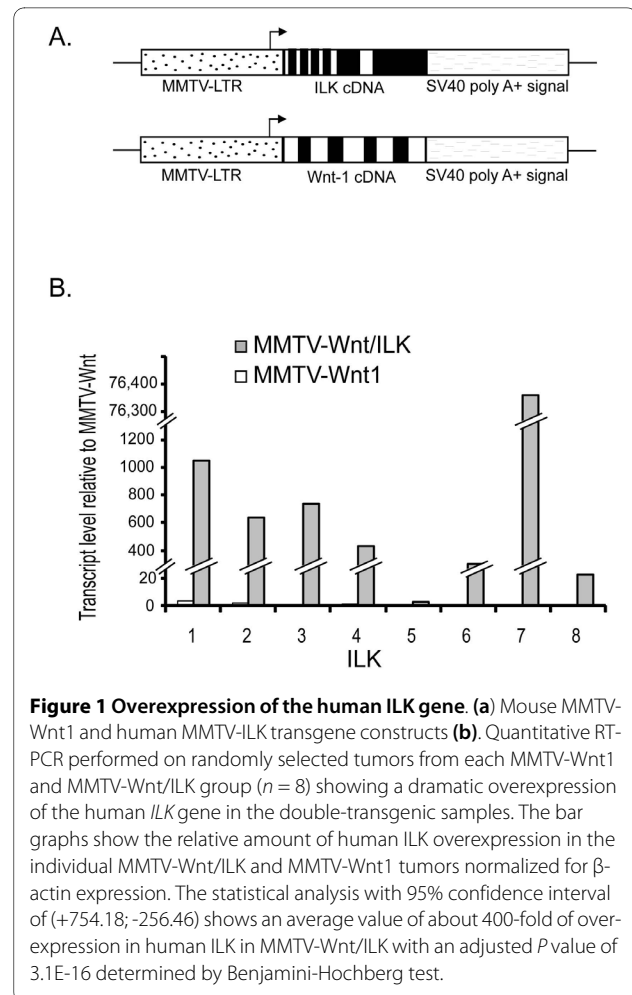 A.
MMTV-LTR ILK cDNA SV40 poly A+ signal
MMTV-LTR Wnt-1 cDNA SV40 poly A+ signal
B.
MMTV-Wnt/ILK
MMTV-Wnt1
Transcript level relative to MMTV-Wnt
76,400
76,300
1200
1000
800
600
400
20
0
1 2 3 4 5 6 7 8
ILK
Figure 1 Overexpression of the human ILK gene. (a) Mouse MMTV-
Wnt1 and human MMTV-ILK transgene constructs (b). Quantitative RT-
PCR performed on randomly selected tumors from each MMTV-Wnt1
and MMTV-Wnt/ILK group (n = 8) showing a dramatic overexpression
of the human ILK gene in the double-transgenic samples. The bar
graphs show the relative amount of human ILK overexpression in the
individual MMTV-Wnt/ILK and MMTV-Wnt1 tumors normalized for β-
actin expression. The statistical analysis with 95% confidence interval
of (+754.18; -256.46) shows an average value of about 400-fold of over-
expression in human ILK in MMTV-Wnt/ILK with an adjusted P value of
3.1E-16 determined by Benjamini-Hochberg test.